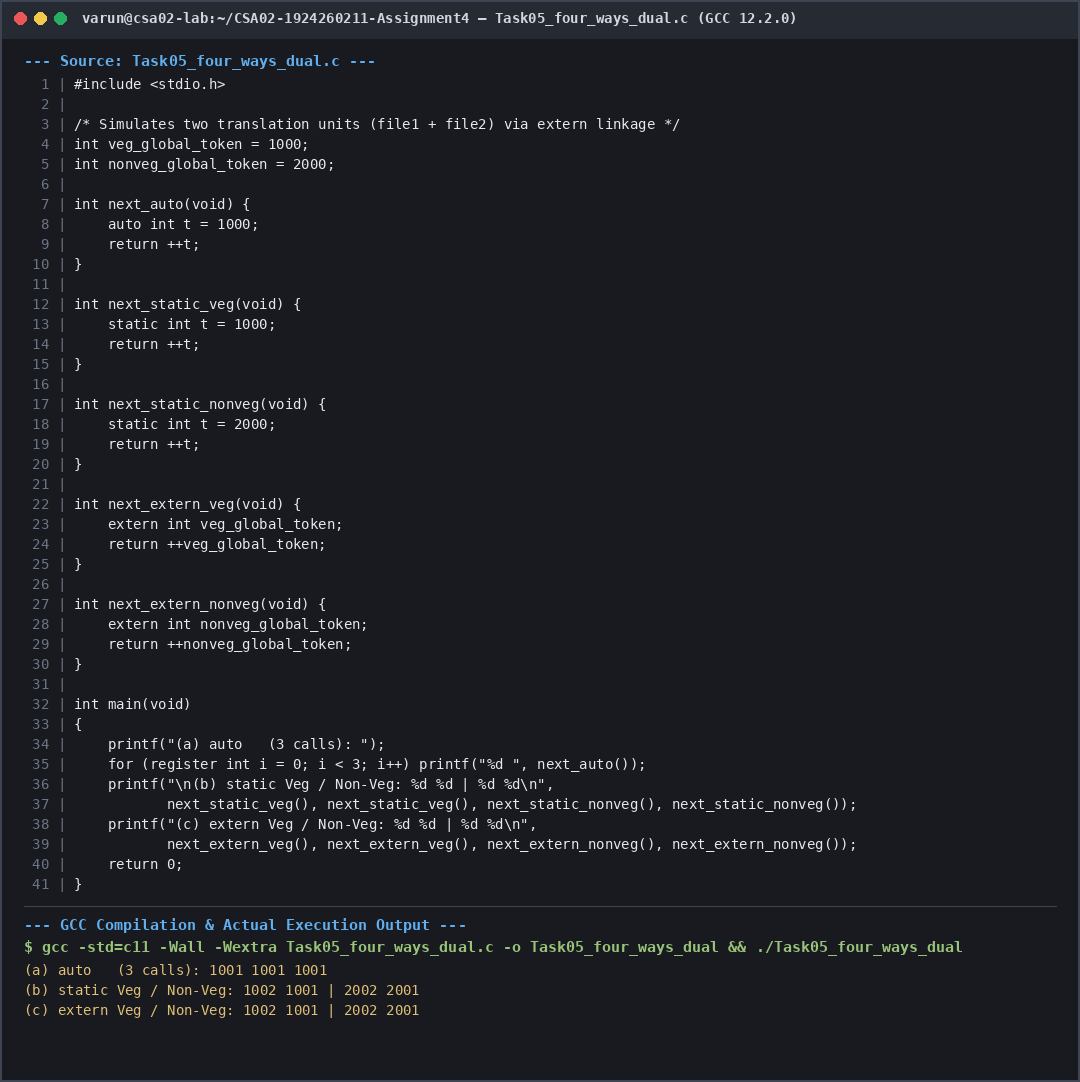 varun@csa02-lab:~/CSA02-1924260211-Assignment4 — Task05_four_ways_dual.c (GCC 12.2.0)
--- Source: Task05_four_ways_dual.c ---
1 | #include <stdio.h>
2 |
3 | /* Simulates two translation units (file1 + file2) via extern linkage */
4 | int veg_global_token = 1000;
5 | int nonveg_global_token = 2000;
6 |
7 | int next_auto(void) {
8 |     auto int t = 1000;
9 |     return ++t;
10 | }
11 |
12 | int next_static_veg(void) {
13 |     static int t = 1000;
14 |     return ++t;
15 | }
16 |
17 | int next_static_nonveg(void) {
18 |     static int t = 2000;
19 |     return ++t;
20 | }
21 |
22 | int next_extern_veg(void) {
23 |     extern int veg_global_token;
24 |     return ++veg_global_token;
25 | }
26 |
27 | int next_extern_nonveg(void) {
28 |     extern int nonveg_global_token;
29 |     return ++nonveg_global_token;
30 | }
31 |
32 | int main(void)
33 | {
34 |     printf("(a) auto   (3 calls): ");
35 |     for (register int i = 0; i < 3; i++) printf("%d ", next_auto());
36 |     printf("\n(b) static Veg / Non-Veg: %d %d | %d %d\n",
37 |            next_static_veg(), next_static_veg(), next_static_nonveg(), next_static_nonveg());
38 |     printf("(c) extern Veg / Non-Veg: %d %d | %d %d\n",
39 |            next_extern_veg(), next_extern_veg(), next_extern_nonveg(), next_extern_nonveg());
40 |     return 0;
41 | }
--- GCC Compilation & Actual Execution Output ---
$ gcc -std=c11 -Wall -Wextra Task05_four_ways_dual.c -o Task05_four_ways_dual && ./Task05_four_ways_dual
(a) auto   (3 calls): 1001 1001 1001
(b) static Veg / Non-Veg: 1002 1001 | 2002 2001
(c) extern Veg / Non-Veg: 1002 1001 | 2002 2001